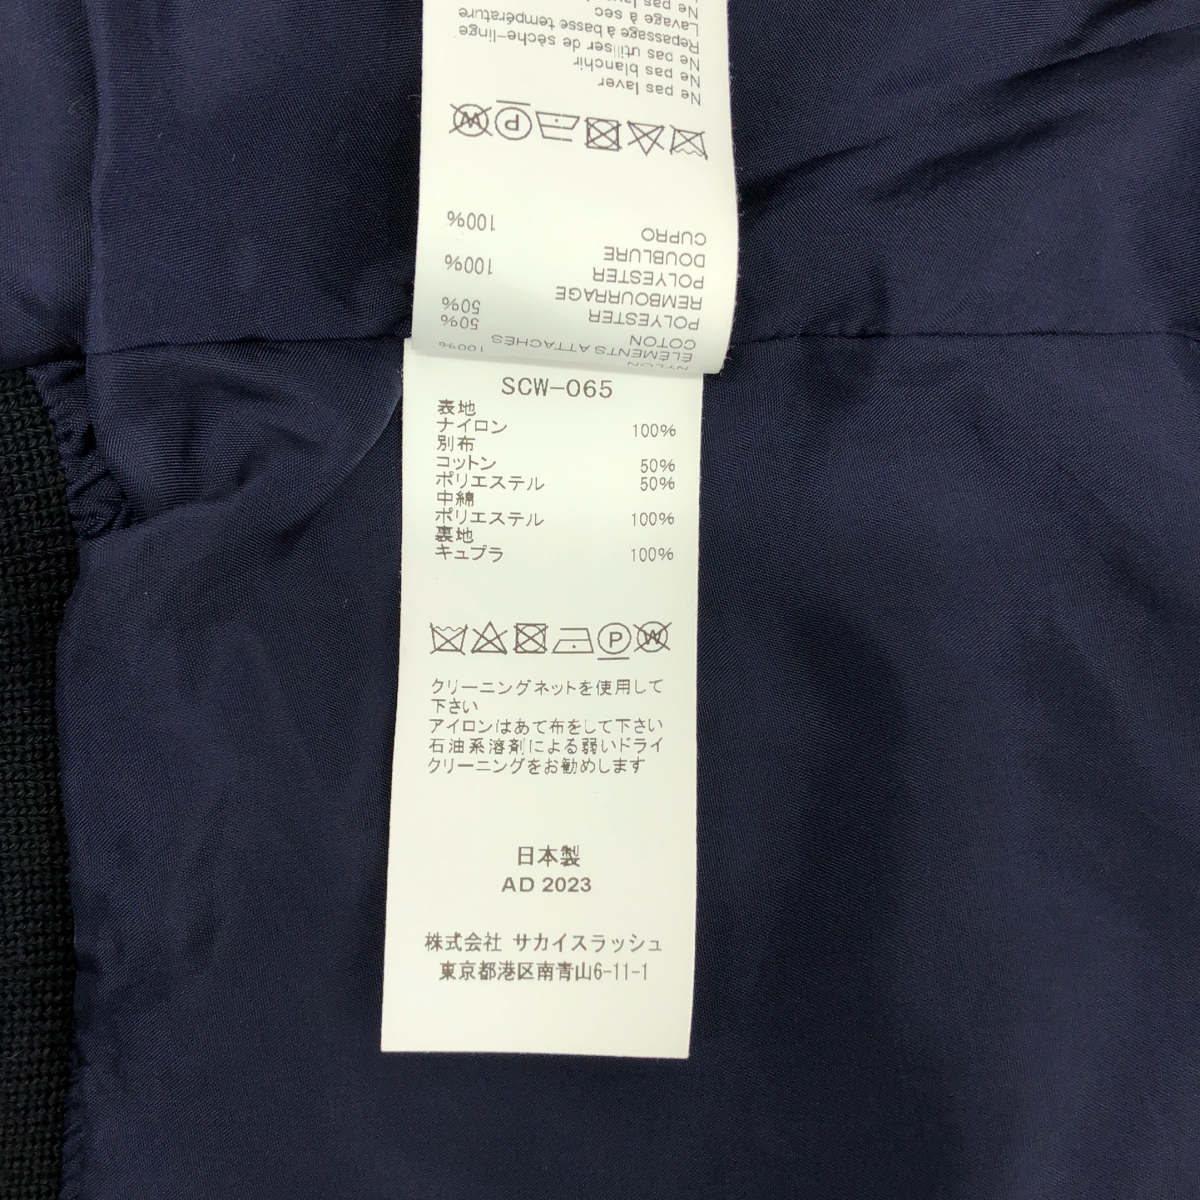 Ne pas laver
Ne pas blanchir
Ne pas utiliser de sèche-linge
Repassage à basse température
Lavage à sec
Ne pas
P
W
CUPRO 100%
DOUBLURE
POLYESTER 100%
REMBOURRAGE
POLYESTER 50%
COTON 50%
ÉLÉMENTS ATTACHÉS
NYLON 100%
SCW-065
表地
ナイロン 100%
別布
コットン 50%
ポリエステル 50%
中綿
ポリエステル 100%
裏地
キュプラ 100%
P
W
クリーニングネットを使用して
下さい
アイロンはあて布をして下さい
石油系溶剤による弱いドライ
クリーニングをお勧めします
日本製
AD 2023
株式会社 サカイスラッシュ
東京都港区南青山6-11-1